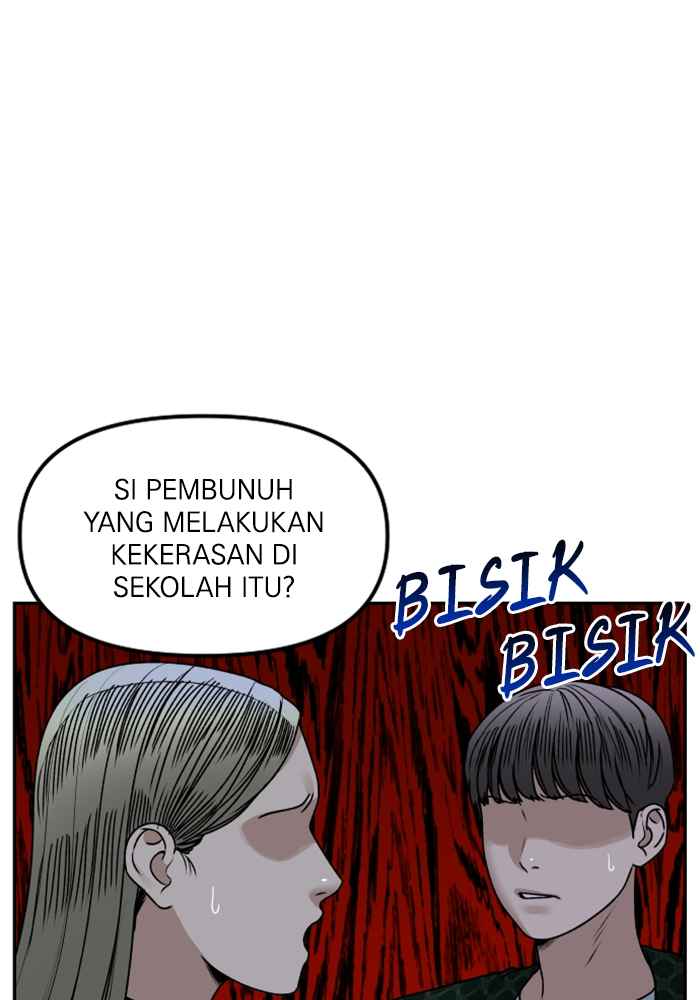 SI PEMBUNUH
YANG MELAKUKAN
KEKERASAN DI
SEKOLAH ITU?
BISIK
BISIK